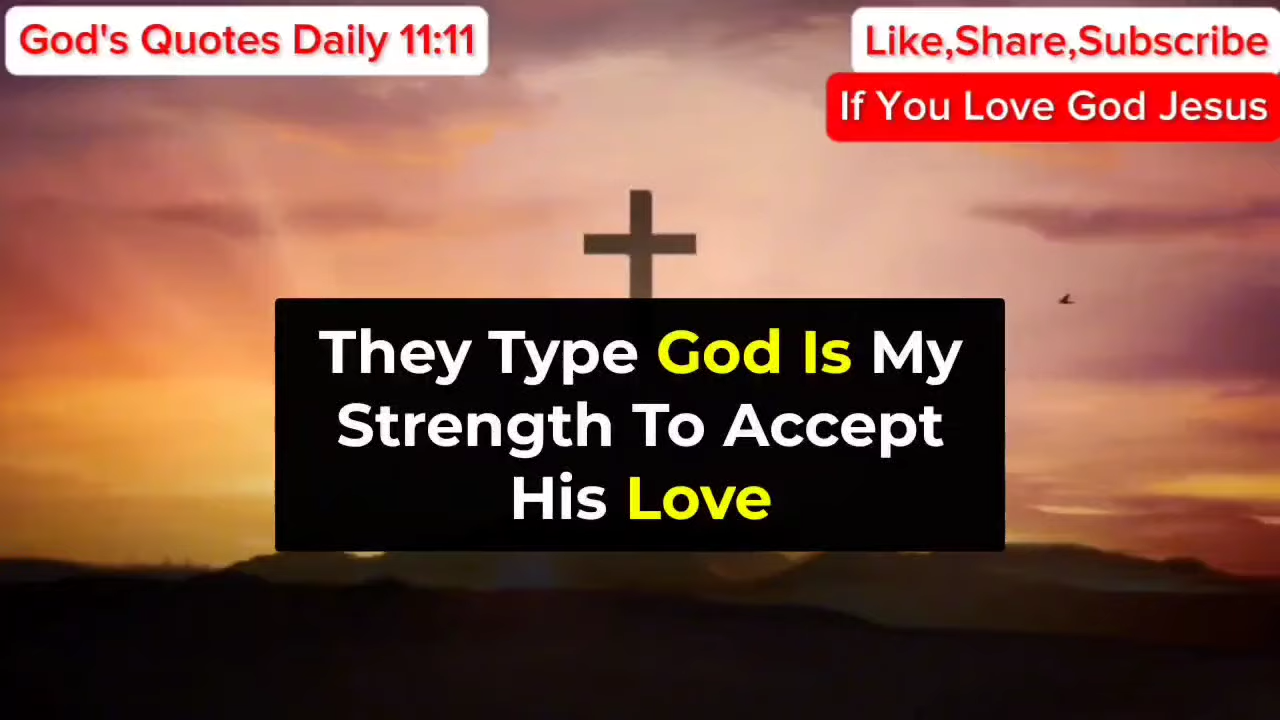 God's Quotes Daily 11:11
Like,Share,Subscribe
If You Love God Jesus
They Type God Is My
Strength To Accept
His Love